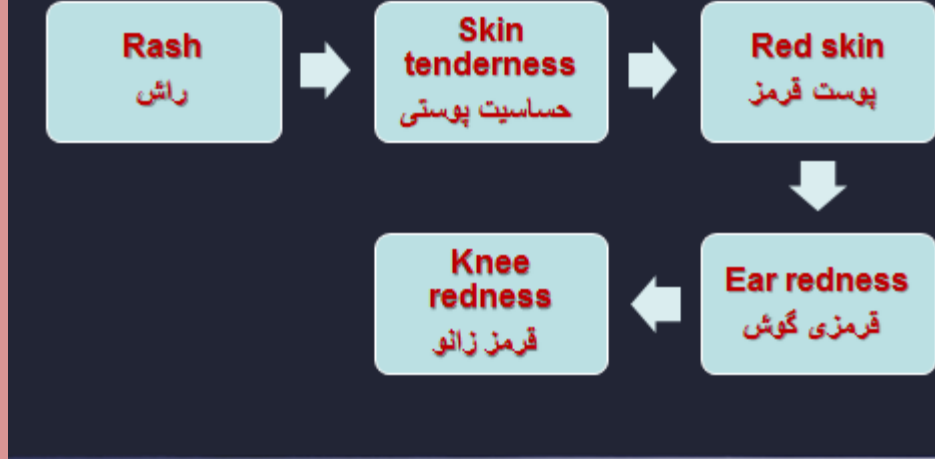 Rash
راش
Skin
tenderness
حساسیت پوستی
Red skin
پوست قرمز
Ear redness
قرمزی گوش
Knee
redness
قرمز زانو